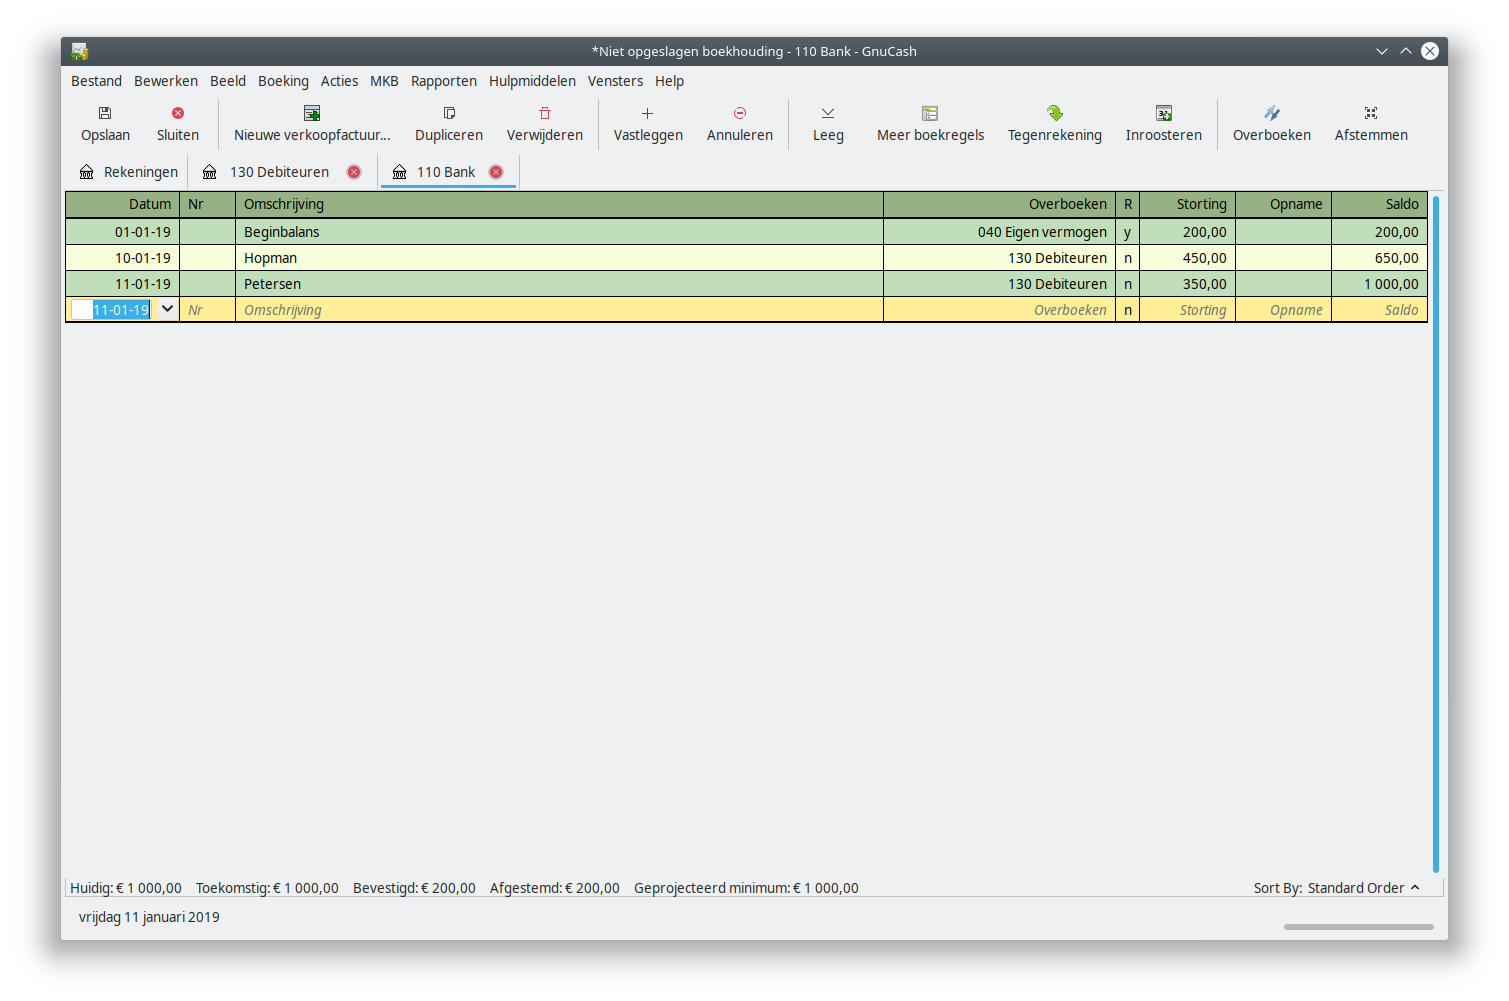 *Niet opgeslagen boekhouding - 110 Bank - GnuCash
Bestand Bewerken Beeld Boeking Acties MKB Rapporten Hulpmiddelen Vensters Help
Opslaan Sluiten Nieuwe verkoopfactuur... Dupliceren Verwijderen Vastleggen Annuleren Leeg Meer boekregels Tegenrekening Inroosteren Overboeken Afstemmen
Rekeningen 130 Debiteuren 110 Bank
Datum Nr Omschrijving Overboeken R Storting Opname Saldo
01-01-19 Beginbalans 040 Eigen vermogen y 200,00 200,00
10-01-19 Hopman 130 Debiteuren n 450,00 650,00
11-01-19 Petersen 130 Debiteuren n 350,00 1 000,00
11-01-19 Nr Omschrijving Overboeken n Storting Opname Saldo
Huidig: € 1 000,00 Toekomstig: € 1 000,00 Bevestigd: € 200,00 Afgestemd: € 200,00 Geprojecteerd minimum: € 1 000,00 Sort By: Standard Order
vrijdag 11 januari 2019